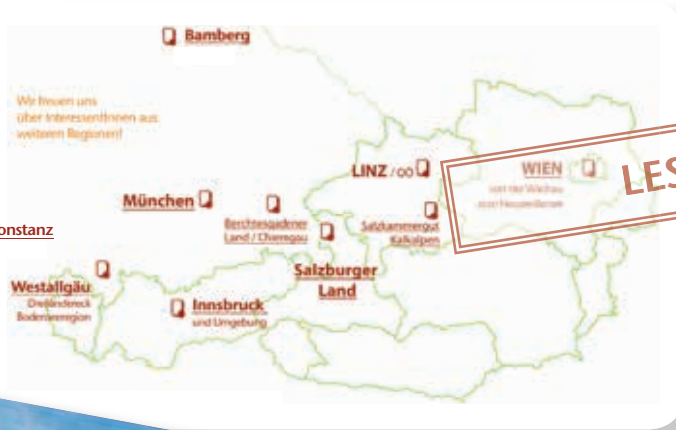 Bamberg
Wir freuen uns
über InteressentInnen aus
weiteren Regionen!
LINZ / OÖ
WIEN
von der Wachau
zum Neusiedlersee
LES
München
Berchtesgadener
Land / Chiemgau
Salzkammergut
Kalkalpen
onstanz
Salzburger
Land
Westallgäu
Dreiländereck
Bodenseeregion
Innsbruck
und Umgebung